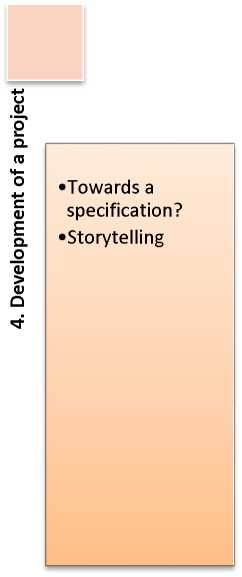 4. Development of a project
•Towards a
specification?
•Storytelling